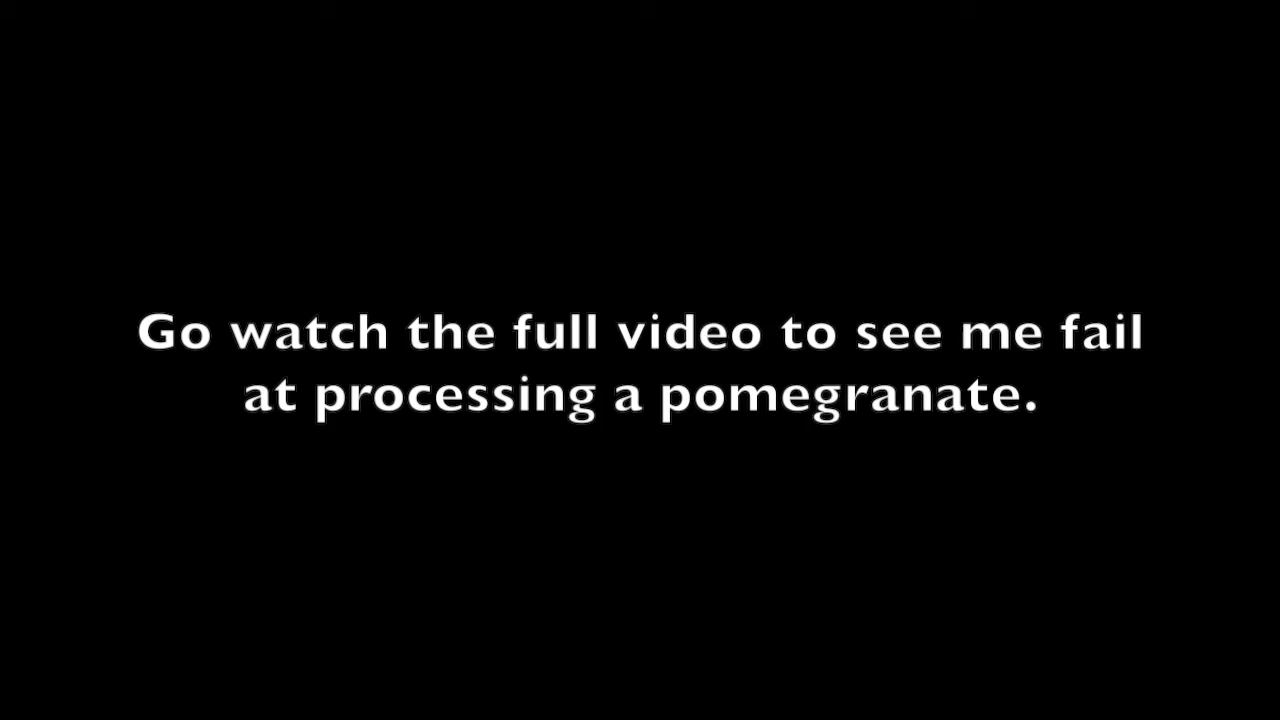 Go watch the full video to see me fail
at processing a pomegranate.